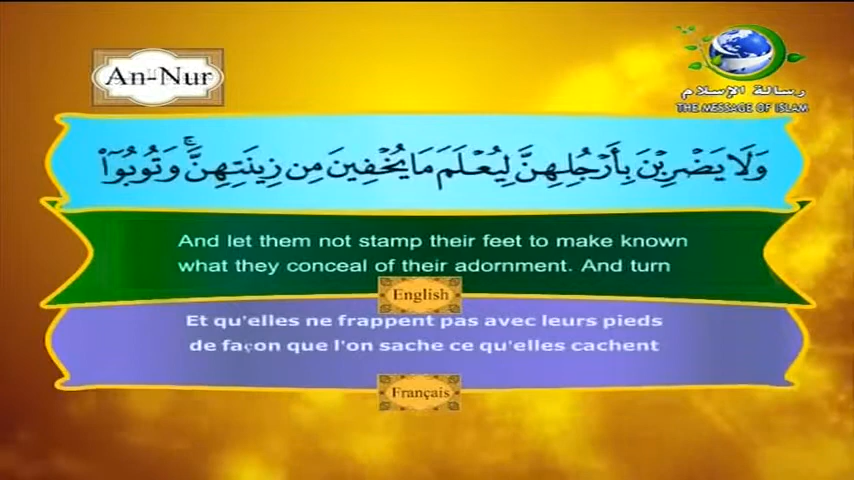 An-Nur
رسالة الإسلام
THE MESSAGE OF ISLAM
وَلَا يَضْرِبْنَ بِأَرْجُلِهِنَّ لِيُعْلَمَ مَا يُخْفِينَ مِن زِينَتِهِنَّ ۚ وَتُوبُوٓا۟
And let them not stamp their feet to make known
what they conceal of their adornment. And turn
English
Et qu'elles ne frappent pas avec leurs pieds
de façon que l'on sache ce qu'elles cachent
Français